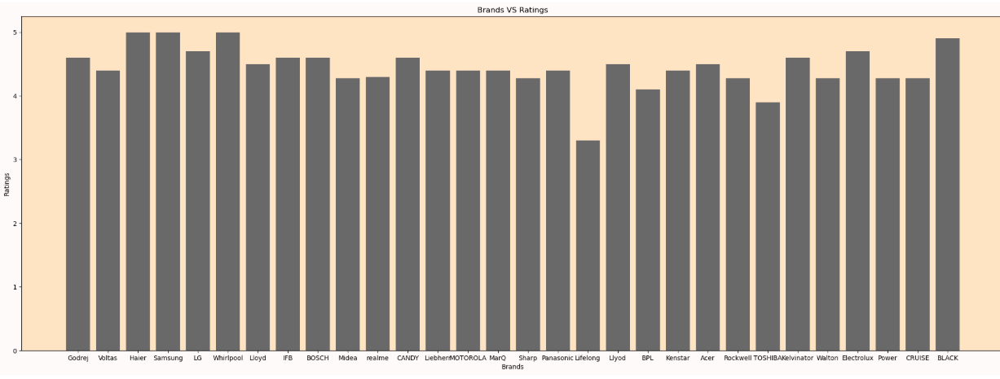 Brands VS Ratings
5
4
3
2
1
0
Ratings
Godrej Voltas Haier Samsung LG Whirlpool Lloyd IFB BOSCH Midea realme CANDY Liebherr MOTOROLA MarQ Sharp Panasonic Lifelong Llyod BPL Kenstar Acer Rockwell TOSHIBA Kelvinator Walton Electrolux Power CRUISE BLACK
Brands